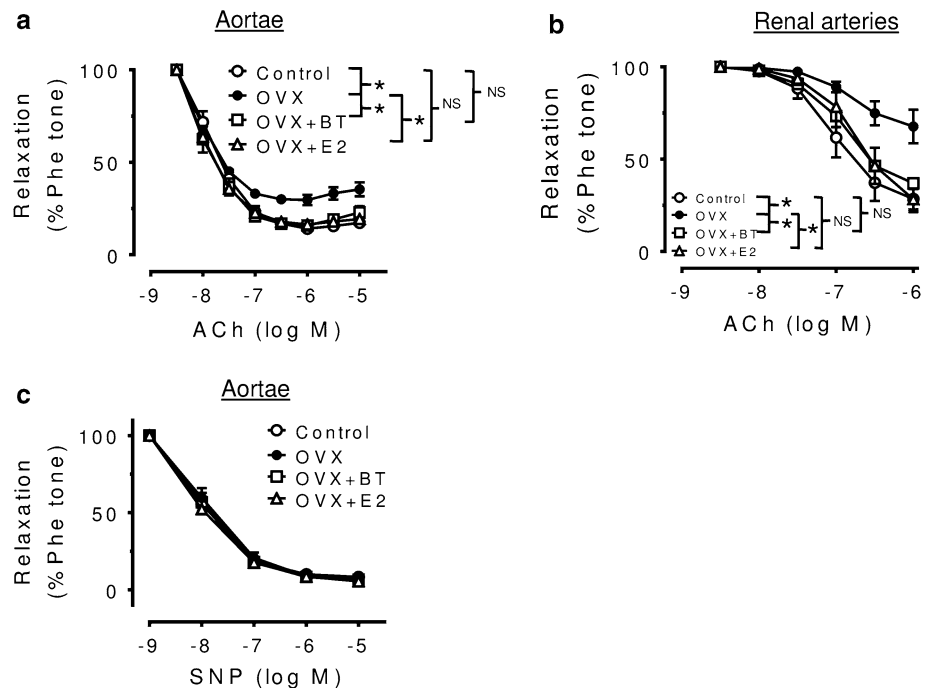 a
Aortae
Relaxation
(% Phe tone)
100
50
0
Control
OVX
OVX+BT
OVX+E2
*
*
*
NS
NS
-9 -8 -7 -6 -5
ACh (log M)
b
Renal arteries
Relaxation
(% Phe tone)
100
50
0
Control
OVX
OVX+BT
OVX+E2
*
*
*
NS
NS
-9 -8 -7 -6
ACh (log M)
c
Aortae
Relaxation
(%Phe tone)
100
50
0
Control
OVX
OVX+BT
OVX+E2
-9 -8 -7 -6 -5
SNP (log M)